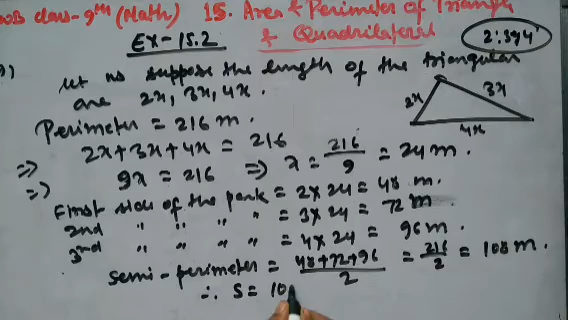 class-9th (Math) 15. Area & Perimeter of Triangle
& Quadrilateral
EX-15.2
2:3:4
let us suppose the length of the triangular
are 2x, 3x, 4x.
2x 3x 4x
Perimeter = 216 m.
2x+3x+4x = 216
⇒ 9x = 216 ⇒ x = 216/9 = 24 m.
⇒ First side of the park = 2×24 = 48 m.
2nd " " " " = 3×24 = 72 m.
3rd " " " " = 4×24 = 96 m.
Semi-perimeter = 48+72+96/2 = 216/2 = 108 m.
∴ S = 10